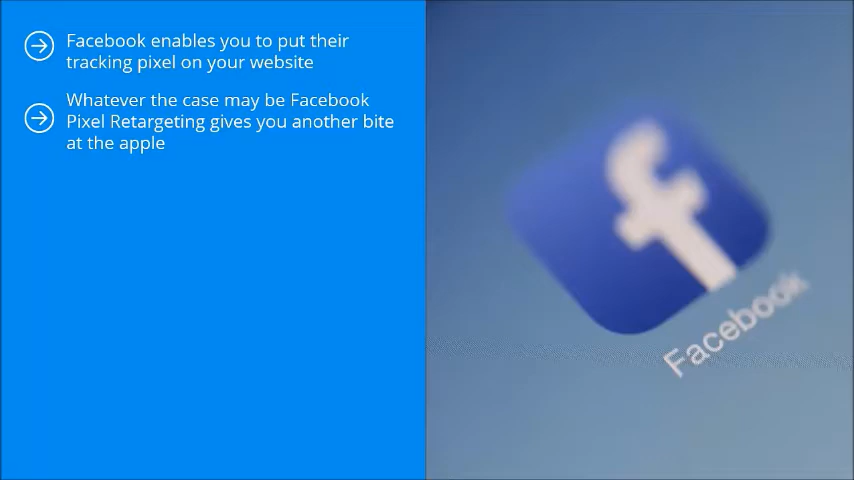 Facebook enables you to put their
tracking pixel on your website
Whatever the case may be Facebook
Pixel Retargeting gives you another bite
at the apple
Facebook